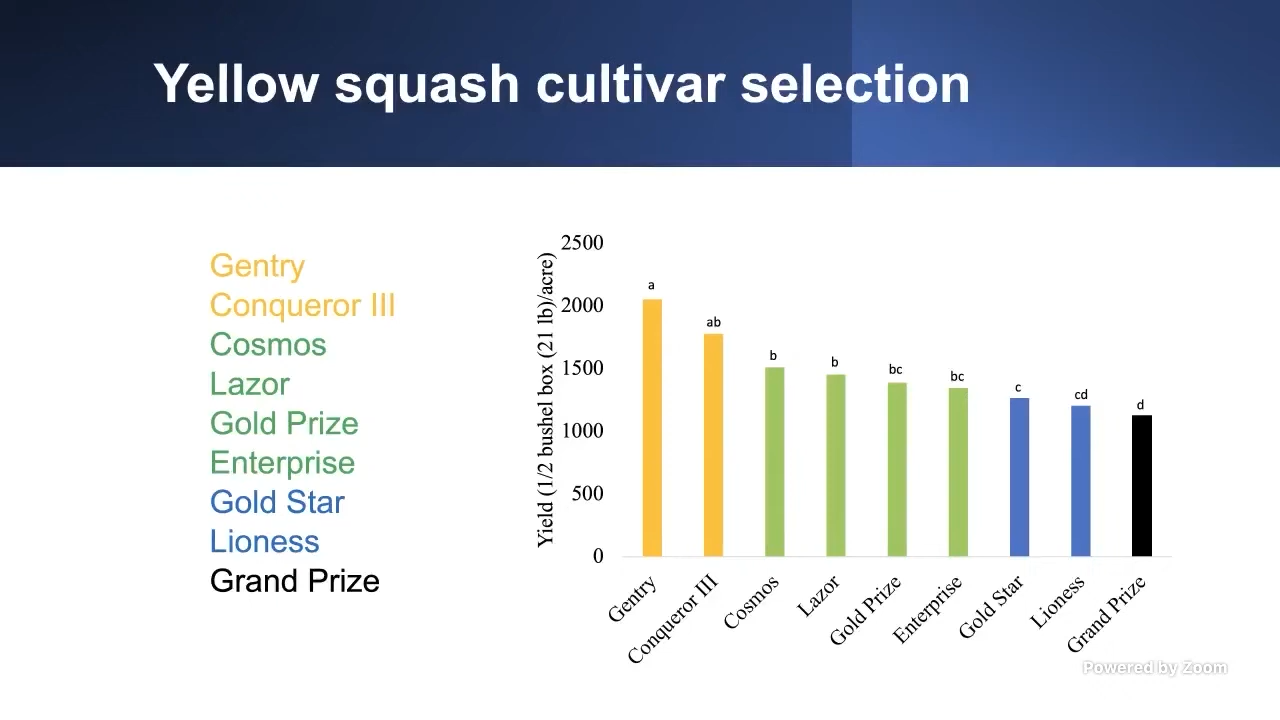 Yellow squash cultivar selection
Gentry
Conqueror III
Cosmos
Lazor
Gold Prize
Enterprise
Gold Star
Lioness
Grand Prize
Yield (1/2 bushel box (21 lb)/acre)
2500
2000
1500
1000
500
0
a
ab
b
b
bc
bc
c
cd
d
Gentry
Conqueror III
Cosmos
Lazor
Gold Prize
Enterprise
Gold Star
Lioness
Grand Prize
Powered by Zoom